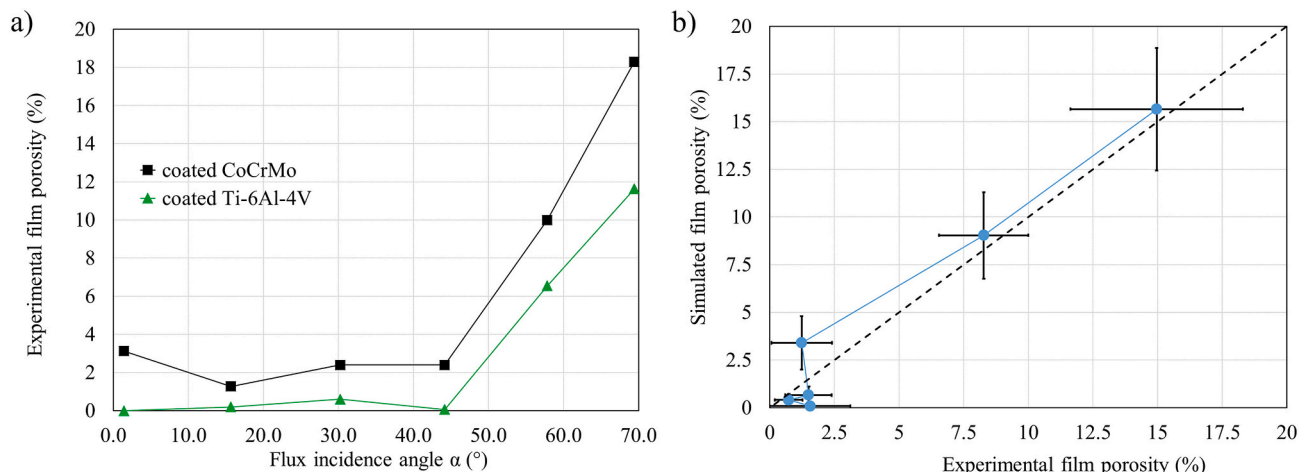 a)
Experimental film porosity (%)
20
18
16
14
12
10
8
6
4
2
0
coated CoCrMo
coated Ti-6Al-4V
0.0 10.0 20.0 30.0 40.0 50.0 60.0 70.0
Flux incidence angle α (°)
b)
Simulated film porosity (%)
20
17.5
15
12.5
10
7.5
5
2.5
0
0 2.5 5 7.5 10 12.5 15 17.5 20
Experimental film porosity (%)